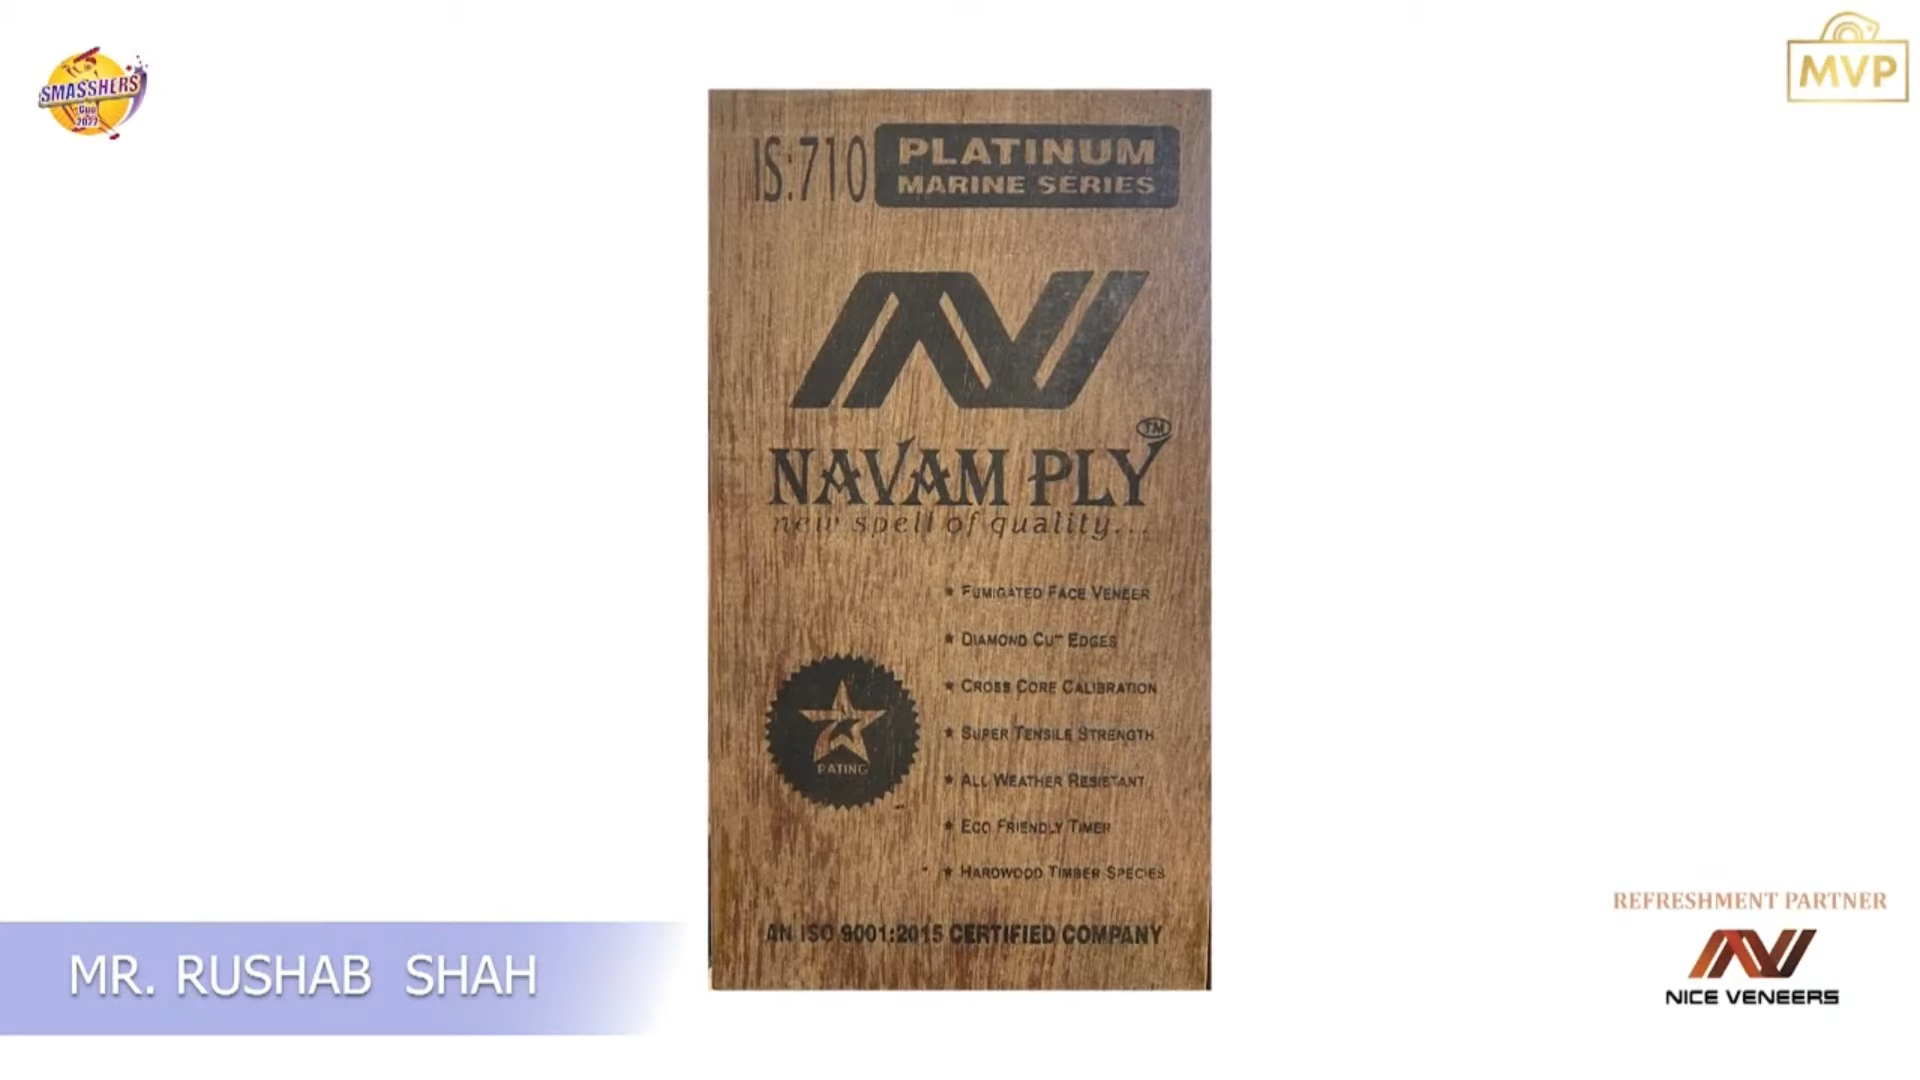 SMASSHERS
Cup
2022
MVP
IS:710
PLATINUM
MARINE SERIES
TM
NAVAM PLY
new spell of quality...
★ FUMIGATED FACE VENEER
★ DIAMOND CUT EDGES
★ CROSS CORE CALIBRATION
★ SUPER TENSILE STRENGTH
★ ALL WEATHER RESISTANT
★ ECO FRIENDLY TIMER
★ HARDWOOD TIMBER SPECIES
7
RATING
AN ISO 9001:2015 CERTIFIED COMPANY
MR. RUSHAB SHAH
REFRESHMENT PARTNER
NICE VENEERS